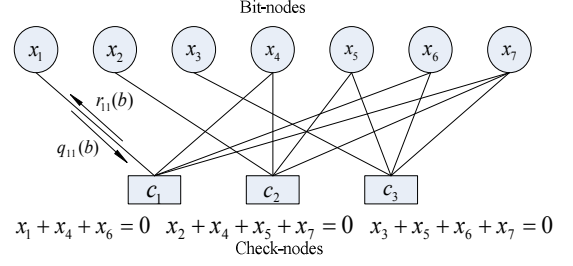 Bit-nodes
x₁ x₂ x₃ x₄ x₅ x₆ x₇
r₁₁(b)
q₁₁(b)
c₁ c₂ c₃
x₁ + x₄ + x₆ = 0 x₂ + x₄ + x₅ + x₇ = 0 x₃ + x₅ + x₆ + x₇ = 0
Check-nodes